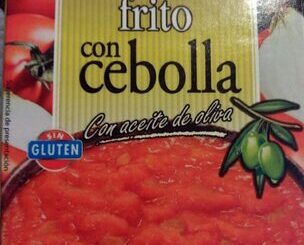 frito
con
cebolla
Con aceite de oliva
SIN
GLUTEN